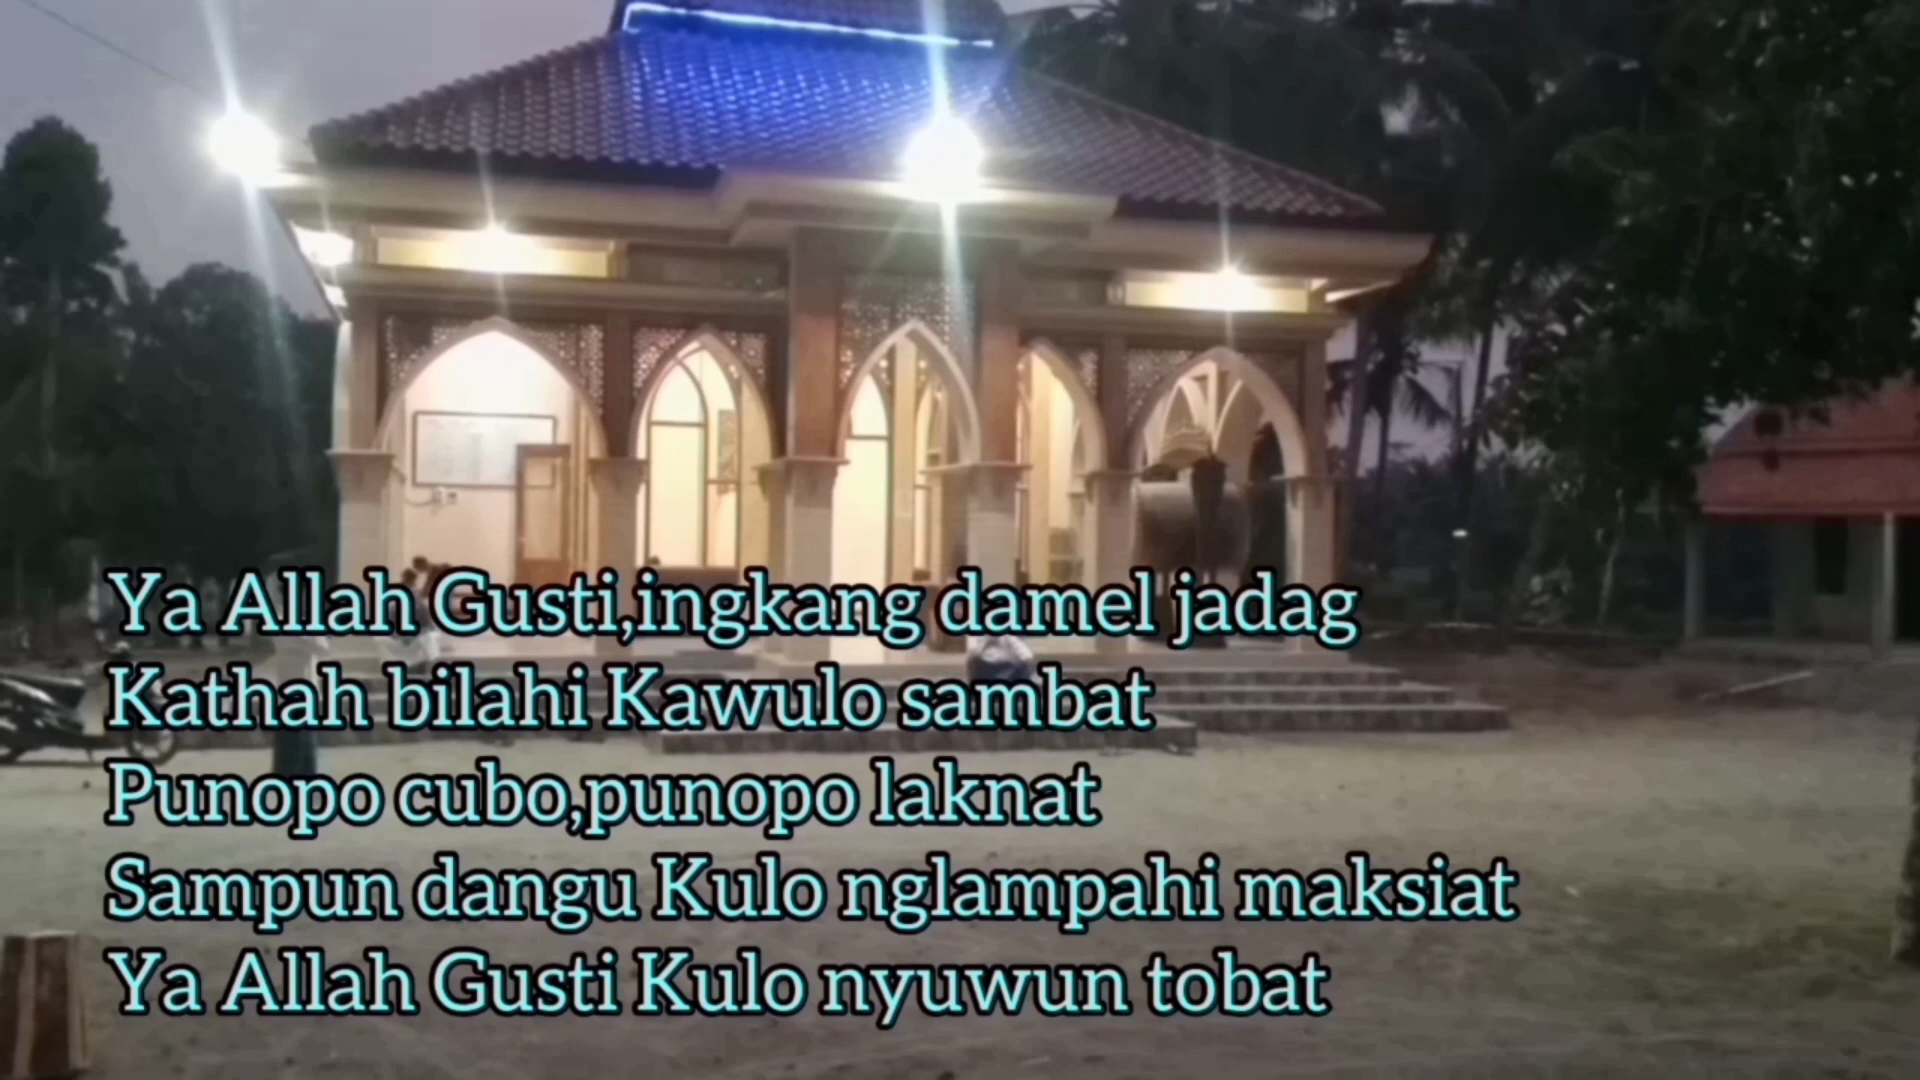 Ya Allah Gusti,ingkang damel jadag
Kathah bilahi Kawulo sambat
Punopo cubo,punopo laknat
Sampun dangu Kulo nglampahi maksiat
Ya Allah Gusti Kulo nyuwun tobat